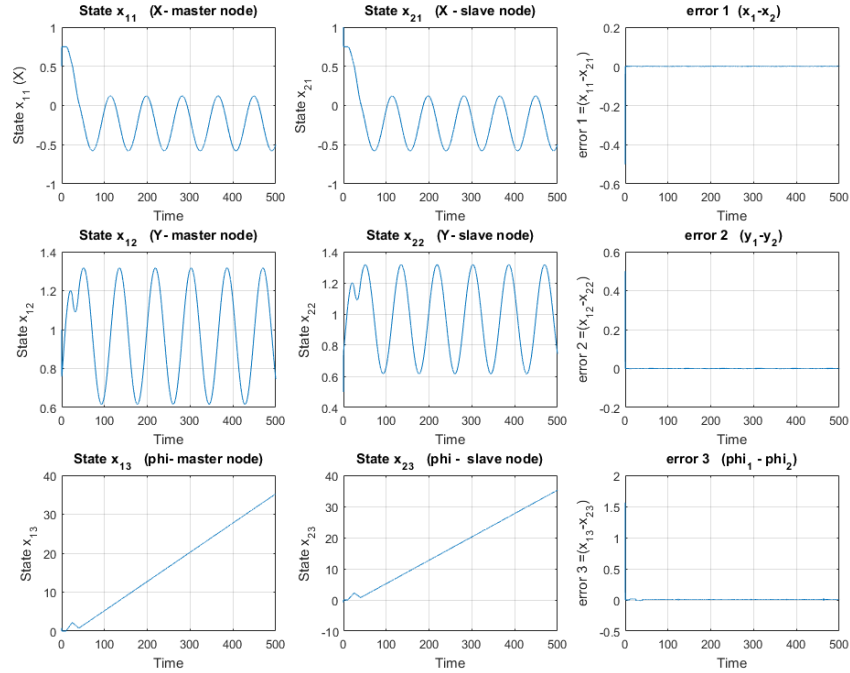 State x11 (X- master node)
1
0.5
0
-0.5
-1
State x11 (X)
0 100 200 300 400 500
Time
State x21 (X - slave node)
1
0.5
0
-0.5
-1
State x21
0 100 200 300 400 500
Time
error 1 (x1-x2)
0.2
0
-0.2
-0.4
-0.6
error 1 =(x11-x21)
0 100 200 300 400 500
Time
State x12 (Y- master node)
1.4
1.2
1
0.8
0.6
State x12
0 100 200 300 400 500
Time
State x22 (Y- slave node)
1.4
1.2
1
0.8
0.6
0.4
State x22
0 100 200 300 400 500
Time
error 2 (y1-y2)
0.6
0.4
0.2
0
-0.2
error 2 =(x12-x22)
0 100 200 300 400 500
Time
State x13 (phi- master node)
40
30
20
10
0
State x13
0 100 200 300 400 500
Time
State x23 (phi - slave node)
40
30
20
10
0
-10
State x23
0 100 200 300 400 500
Time
error 3 (phi1 - phi2)
2
1.5
1
0.5
0
-0.5
error 3 =(x13-x23)
0 100 200 300 400 500
Time